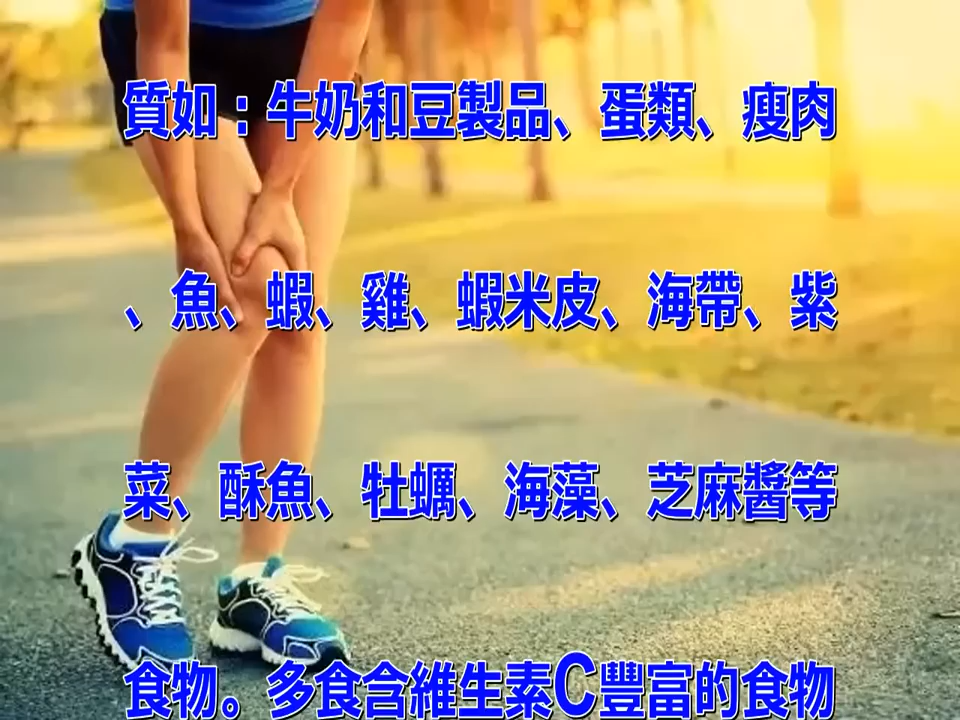 質如：牛奶和豆製品、蛋類、瘦肉
、魚、蝦、雞、蝦米皮、海帶、紫
菜、酥魚、牡蠣、海藻、芝麻醬等
食物。多食含維生素C豐富的食物